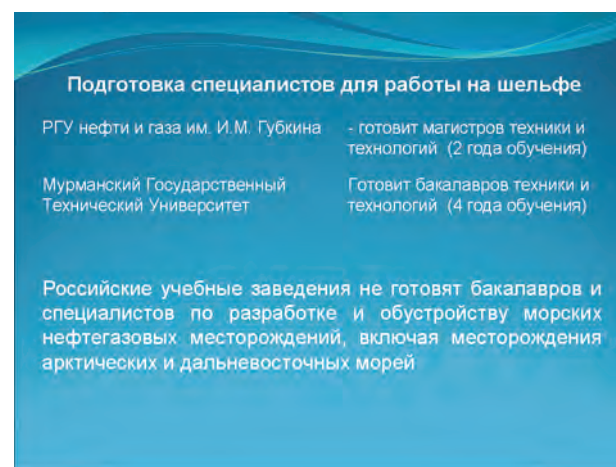 Подготовка специалистов для работы на шельфе
РГУ нефти и газа им. И.М. Губкина - готовит магистров техники и
технологий (2 года обучения)
Мурманский Государственный Готовит бакалавров техники и
Технический Университет технологий (4 года обучения)
Российские учебные заведения не готовят бакалавров и
специалистов по разработке и обустройству морских
нефтегазовых месторождений, включая месторождения
арктических и дальневосточных морей